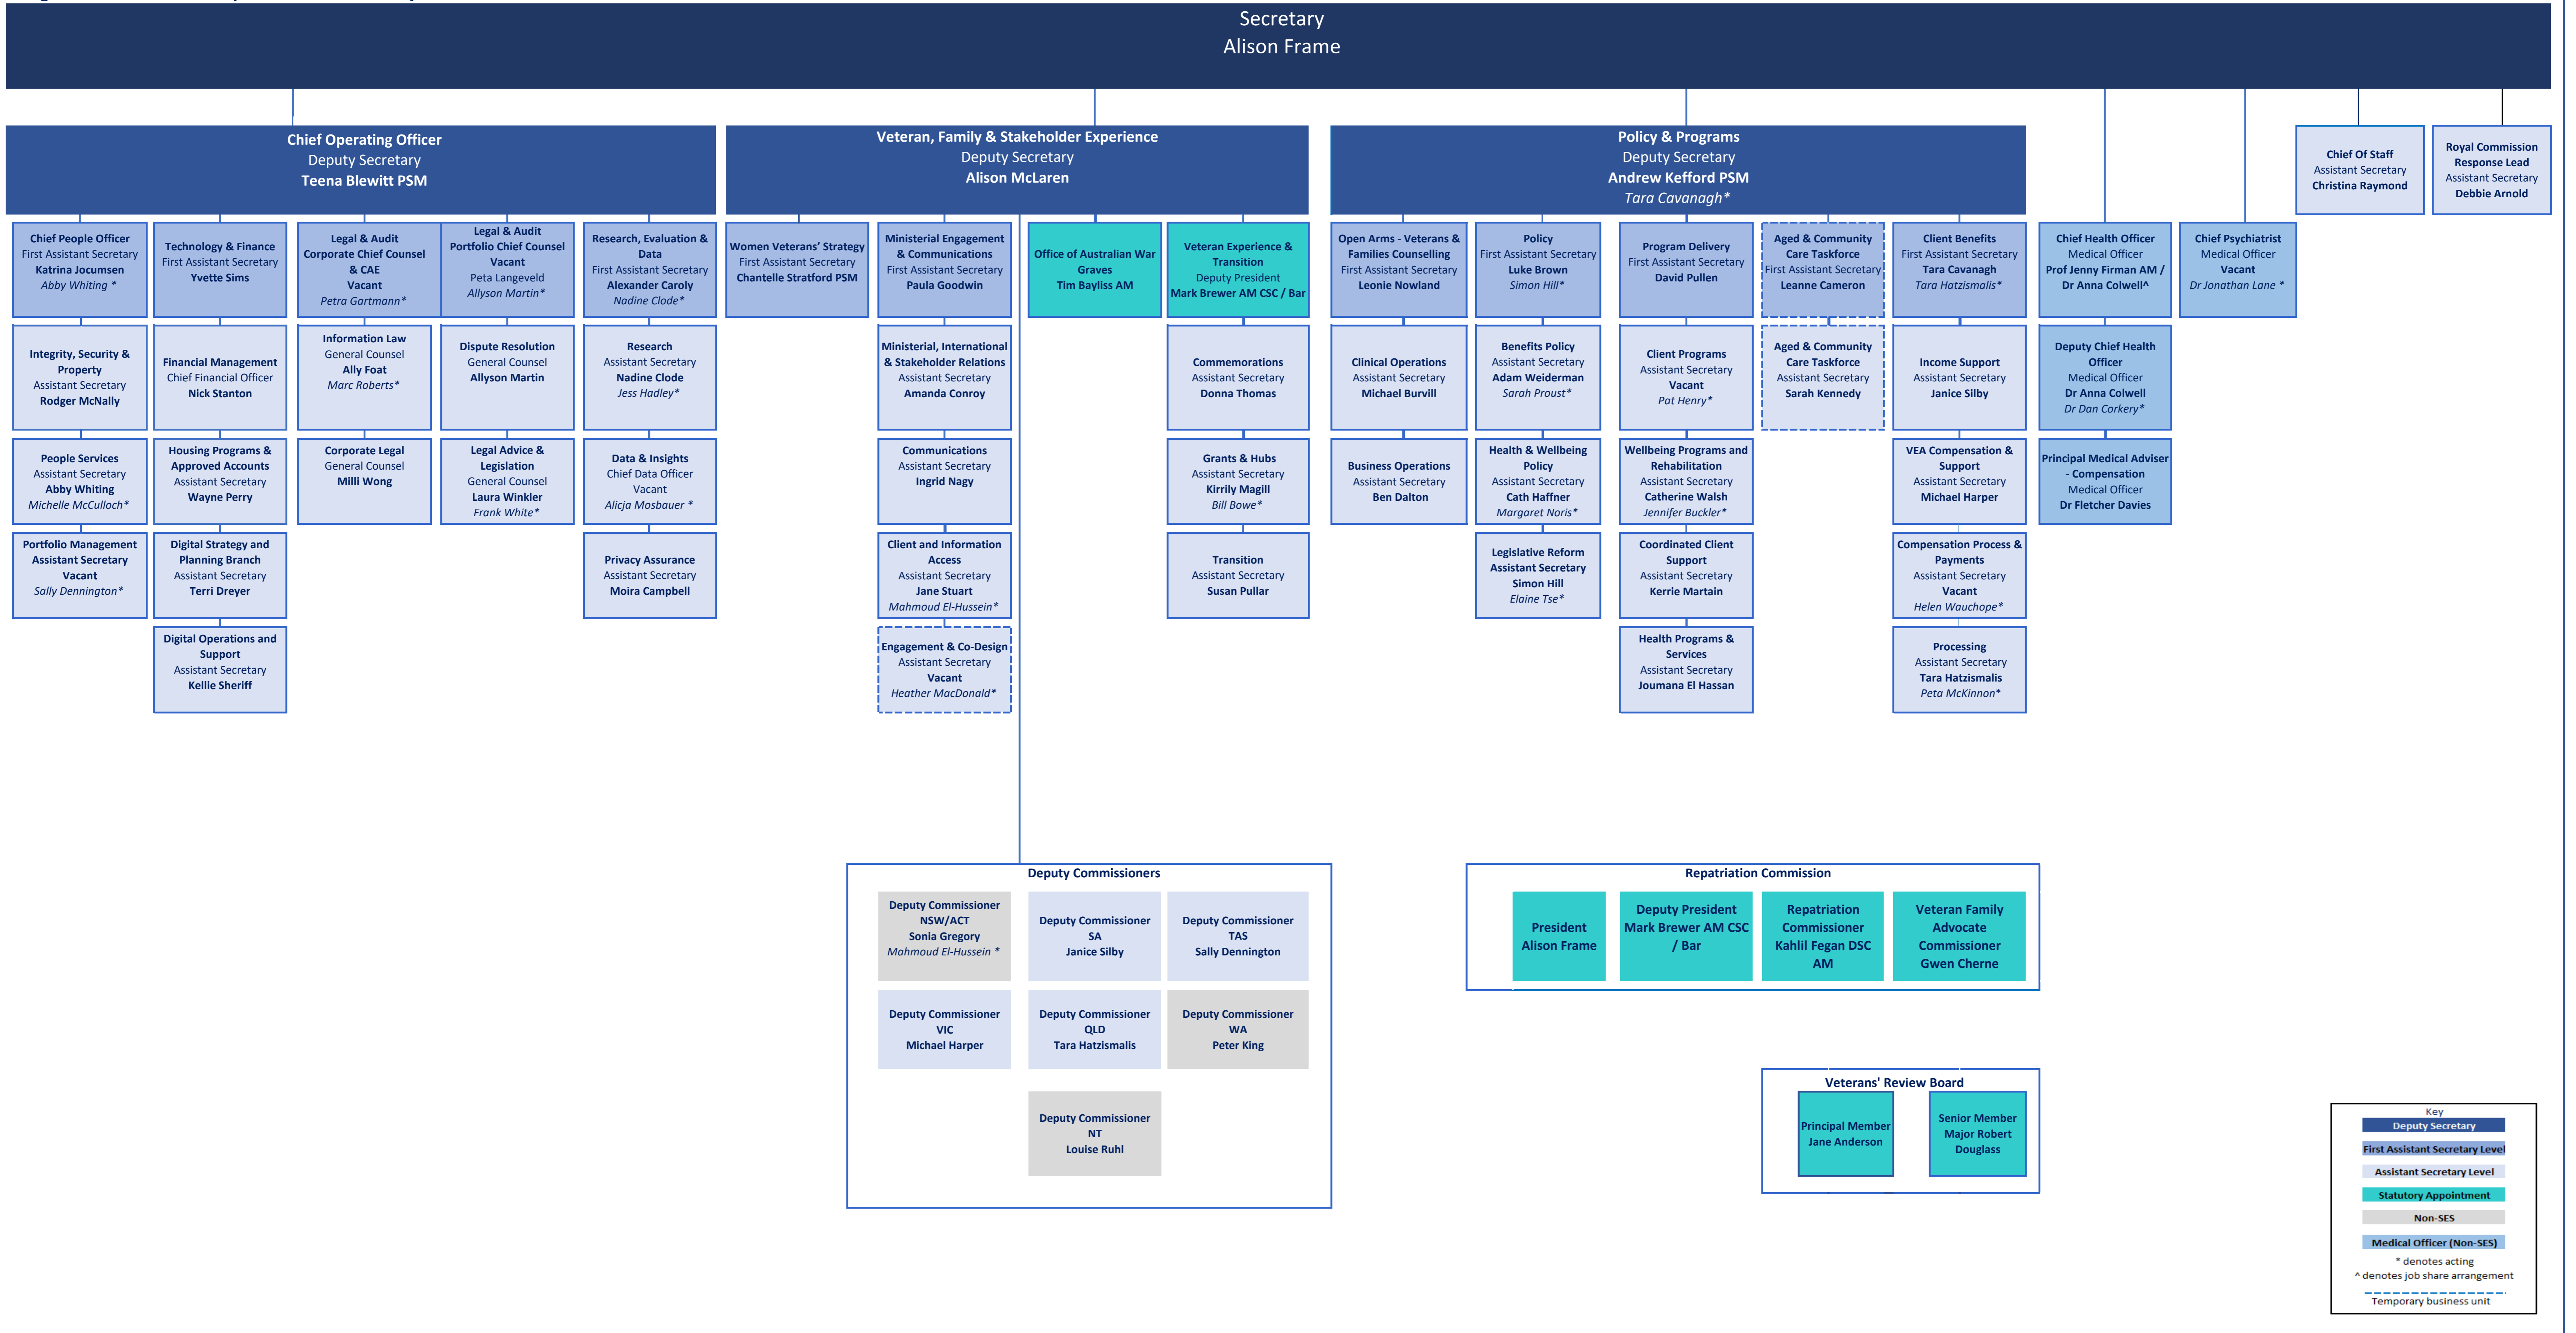 Secretary
Alison Frame
Chief Operating Officer
Deputy Secretary
Teena Blewitt PSM
Veteran, Family & Stakeholder Experience
Deputy Secretary
Alison McLaren
Policy & Programs
Deputy Secretary
Andrew Kefford PSM
Tara Cavanagh*
Chief Of Staff
Assistant Secretary
Christina Raymond
Royal Commission
Response Lead
Assistant Secretary
Debbie Arnold
Chief People Officer
First Assistant Secretary
Katrina Jocumsen
Abby Whiting *
Technology & Finance
First Assistant Secretary
Yvette Sims
Legal & Audit
Corporate Chief Counsel
& CAE
Vacant
Petra Gartmann*
Legal & Audit
Portfolio Chief Counsel
Vacant
Peta Langeveld
Allyson Martin*
Research, Evaluation &
Data
First Assistant Secretary
Alexander Caroly
Nadine Clode*
Women Veterans’ Strategy
First Assistant Secretary
Chantelle Stratford PSM
Ministerial Engagement
& Communications
First Assistant Secretary
Paula Goodwin
Office of Australian War
Graves
Tim Bayliss AM
Veteran Experience &
Transition
Deputy President
Mark Brewer AM CSC / Bar
Open Arms - Veterans &
Families Counselling
First Assistant Secretary
Leonie Nowland
Policy
First Assistant Secretary
Luke Brown
Simon Hill*
Program Delivery
First Assistant Secretary
David Pullen
Aged & Community
Care Taskforce
First Assistant Secretary
Leanne Cameron
Client Benefits
First Assistant Secretary
Tara Cavanagh
Tara Hatzismalis*
Chief Health Officer
Medical Officer
Prof Jenny Firman AM /
Dr Anna Colwell^
Chief Psychiatrist
Medical Officer
Vacant
Dr Jonathan Lane *
Integrity, Security &
Property
Assistant Secretary
Rodger McNally
Financial Management
Chief Financial Officer
Nick Stanton
Information Law
General Counsel
Ally Foat
Marc Roberts*
Dispute Resolution
General Counsel
Allyson Martin
Research
Assistant Secretary
Nadine Clode
Jess Hadley*
Ministerial, International
& Stakeholder Relations
Assistant Secretary
Amanda Conroy
Commemorations
Assistant Secretary
Donna Thomas
Clinical Operations
Assistant Secretary
Michael Burvill
Benefits Policy
Assistant Secretary
Adam Weiderman
Sarah Proust*
Client Programs
Assistant Secretary
Vacant
Pat Henry*
Aged & Community
Care Taskforce
Assistant Secretary
Sarah Kennedy
Income Support
Assistant Secretary
Janice Silby
Deputy Chief Health
Officer
Medical Officer
Dr Anna Colwell
Dr Dan Corkery*
People Services
Assistant Secretary
Abby Whiting
Michelle McCulloch*
Housing Programs &
Approved Accounts
Assistant Secretary
Wayne Perry
Corporate Legal
General Counsel
Milli Wong
Legal Advice &
Legislation
General Counsel
Laura Winkler
Frank White*
Data & Insights
Chief Data Officer
Vacant
Alicja Mosbauer *
Communications
Assistant Secretary
Ingrid Nagy
Grants & Hubs
Assistant Secretary
Kirrily Magill
Bill Bowe*
Business Operations
Assistant Secretary
Ben Dalton
Health & Wellbeing
Policy
Assistant Secretary
Cath Haffner
Margaret Noris*
Wellbeing Programs and
Rehabilitation
Assistant Secretary
Catherine Walsh
Jennifer Buckler*
VEA Compensation &
Support
Assistant Secretary
Michael Harper
Principal Medical Adviser
- Compensation
Medical Officer
Dr Fletcher Davies
Portfolio Management
Assistant Secretary
Vacant
Sally Dennington*
Digital Strategy and
Planning Branch
Assistant Secretary
Terri Dreyer
Privacy Assurance
Assistant Secretary
Moira Campbell
Client and Information
Access
Assistant Secretary
Jane Stuart
Mahmoud El-Hussein*
Transition
Assistant Secretary
Susan Pullar
Legislative Reform
Assistant Secretary
Simon Hill
Elaine Tse*
Coordinated Client
Support
Assistant Secretary
Kerrie Martain
Compensation Process &
Payments
Assistant Secretary
Vacant
Helen Wauchope*
Digital Operations and
Support
Assistant Secretary
Kellie Sheriff
Engagement & Co-Design
Assistant Secretary
Vacant
Heather MacDonald*
Health Programs &
Services
Assistant Secretary
Joumana El Hassan
Processing
Assistant Secretary
Tara Hatzismalis
Peta McKinnon*
Deputy Commissioners
Deputy Commissioner
NSW/ACT
Sonia Gregory
Mahmoud El-Hussein *
Deputy Commissioner
SA
Janice Silby
Deputy Commissioner
TAS
Sally Dennington
Deputy Commissioner
VIC
Michael Harper
Deputy Commissioner
QLD
Tara Hatzismalis
Deputy Commissioner
WA
Peter King
Deputy Commissioner
NT
Louise Ruhl
Repatriation Commission
President
Alison Frame
Deputy President
Mark Brewer AM CSC
/ Bar
Repatriation
Commissioner
Kahlil Fegan DSC
AM
Veteran Family
Advocate
Commissioner
Gwen Cherne
Veterans' Review Board
Principal Member
Jane Anderson
Senior Member
Major Robert
Douglass
Key
Deputy Secretary
First Assistant Secretary Level
Assistant Secretary Level
Statutory Appointment
Non-SES
Medical Officer (Non-SES)
* denotes acting
^ denotes job share arrangement
Temporary business unit